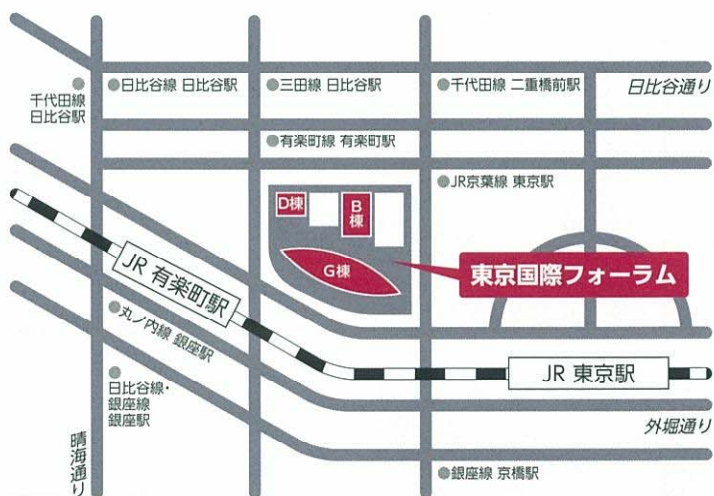 千代田線
日比谷駅
日比谷線 日比谷駅
三田線 日比谷駅
千代田線 二重橋前駅
日比谷通り
有楽町線 有楽町駅
JR京葉線 東京駅
D棟
B
棟
G棟
東京国際フォーラム
JR 有楽町駅
丸ノ内線 銀座駅
JR 東京駅
日比谷線・
銀座線
銀座駅
外堀通り
晴海通り
銀座線 京橋駅